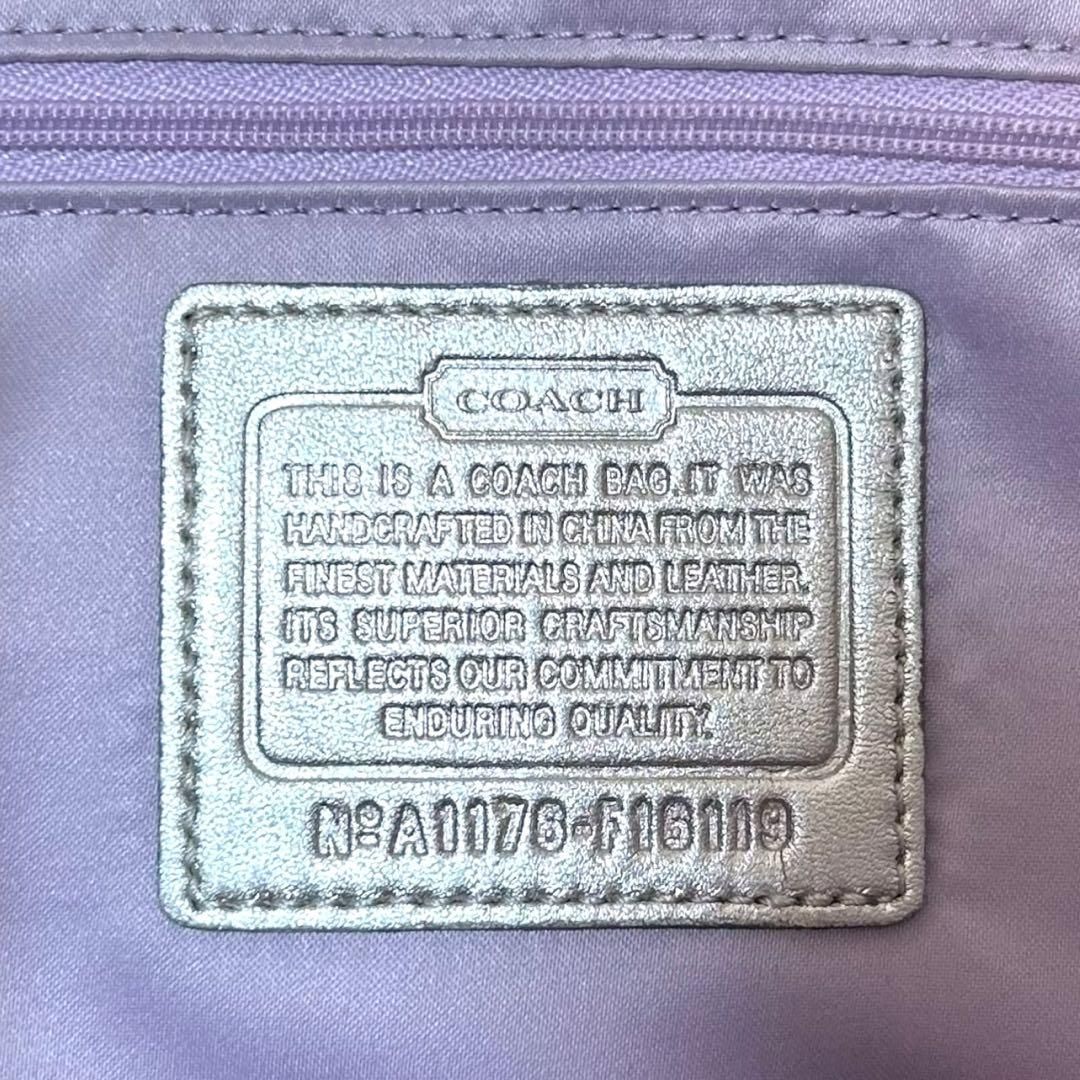 COACH
THIS IS A COACH BAG. IT WAS
HANDCRAFTED IN CHINA FROM THE
FINEST MATERIALS AND LEATHER.
ITS SUPERIOR CRAFTSMANSHIP
REFLECTS OUR COMMITMENT TO
ENDURING QUALITY.
Nº A1176-F16119